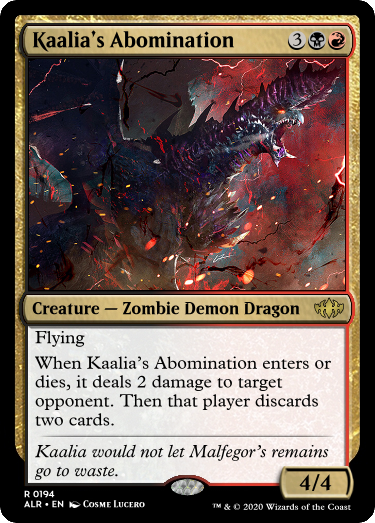 Kaalia's Abomination 3
Creature — Zombie Demon Dragon
Flying
When Kaalia's Abomination enters or
dies, it deals 2 damage to target
opponent. Then that player discards
two cards.
Kaalia would not let Malfegor's remains
go to waste.
4/4
R 0194
ALR • EN Cosme Lucero
™ & © 2020 Wizards of the Coast